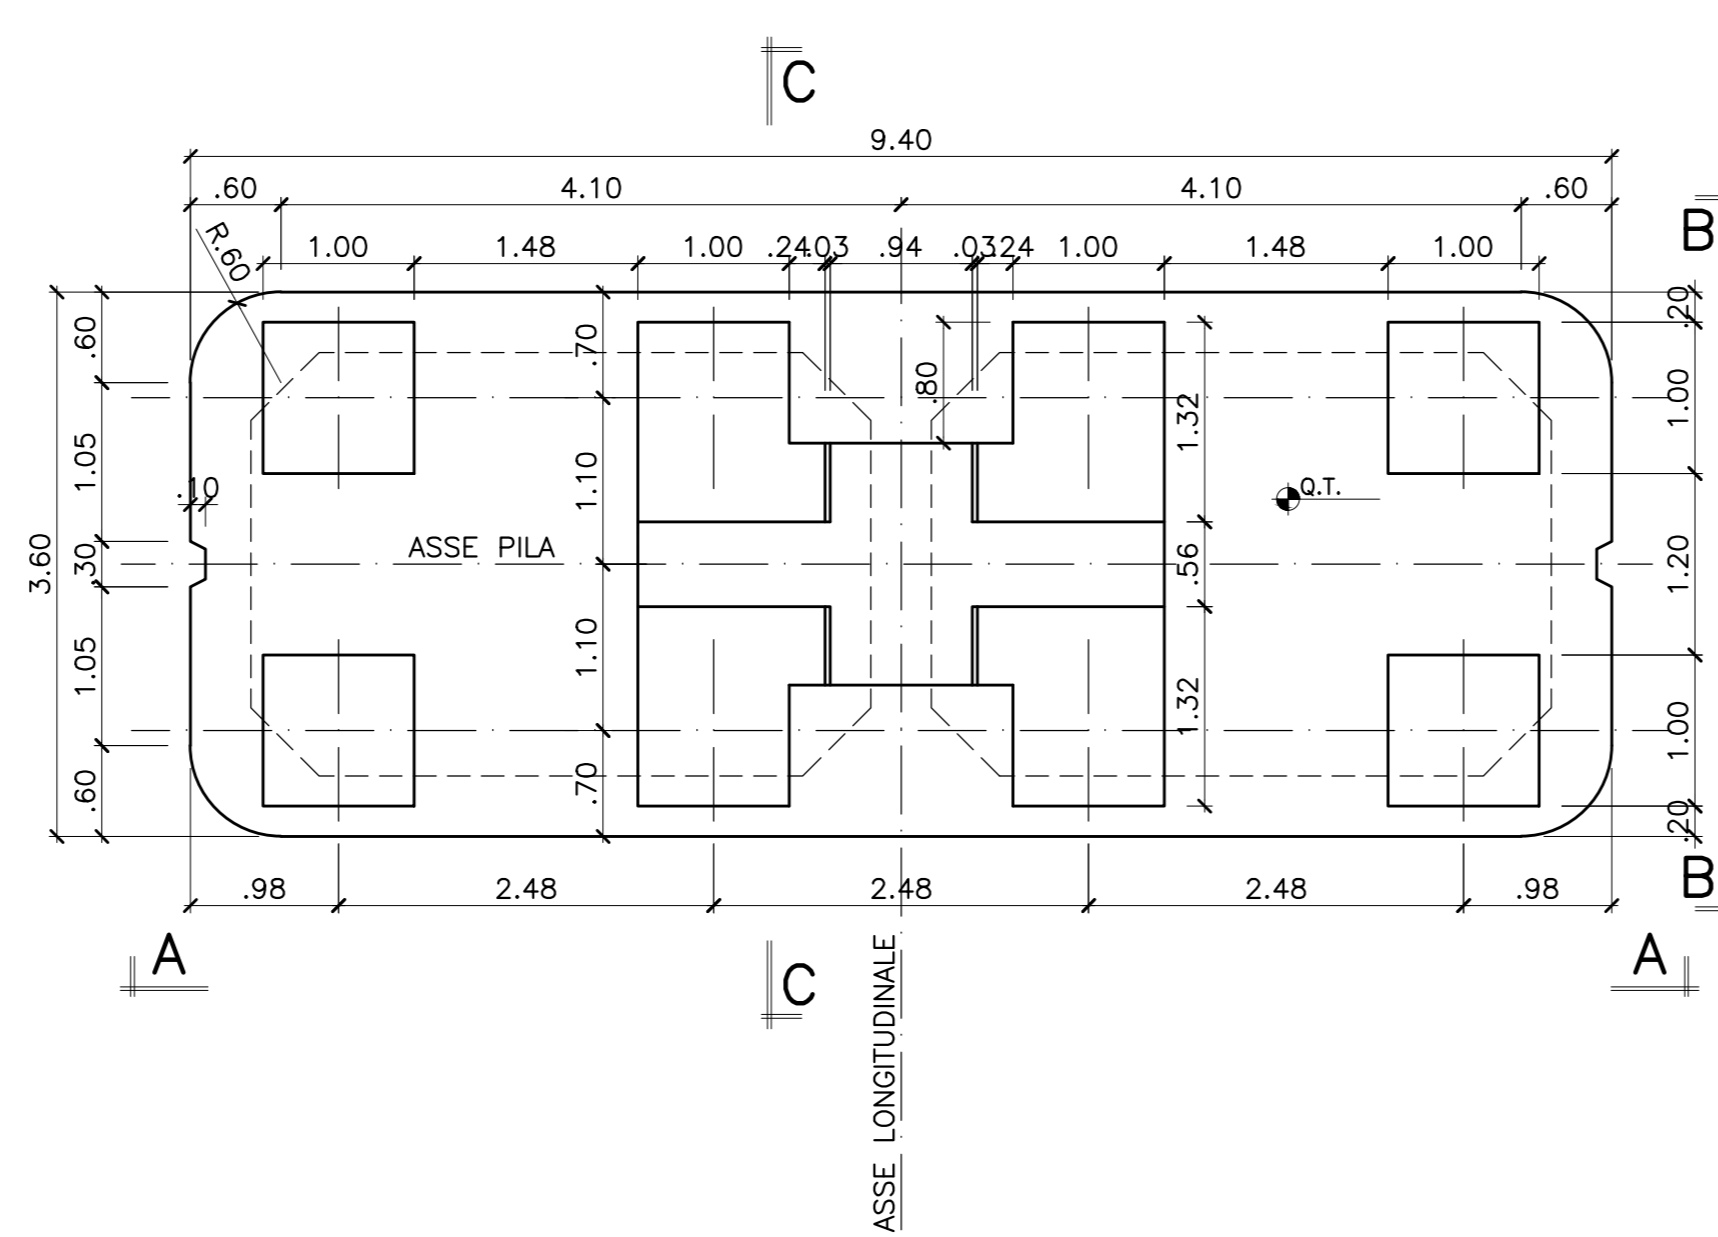 C
9.40
.60 4.10 4.10 .60
B
R.60
1.00 1.48 1.00 .24 .03 .94 .03 .24 1.00 1.48 1.00
3.60
.60
1.05
.10
.30
1.05
.60
.70
1.10
1.10
.70
.80
1.32
.56
1.32
.20
1.00
1.20
1.00
.20
Q.T.
ASSE PILA
B
.98 2.48 2.48 2.48 .98
A
C
A
ASSE LONGITUDINALE